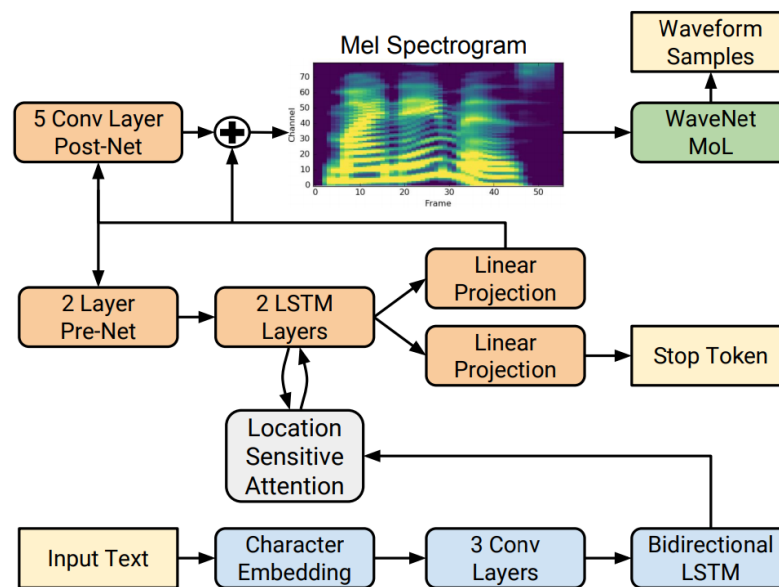 Waveform
Samples
Mel Spectrogram
5 Conv Layer
Post-Net
WaveNet
MoL
Channel
70
60
50
40
30
20
10
0
0 10 20 30 40 50
Frame
2 Layer
Pre-Net
2 LSTM
Layers
Linear
Projection
Linear
Projection
Stop Token
Location
Sensitive
Attention
Input Text
Character
Embedding
3 Conv
Layers
Bidirectional
LSTM